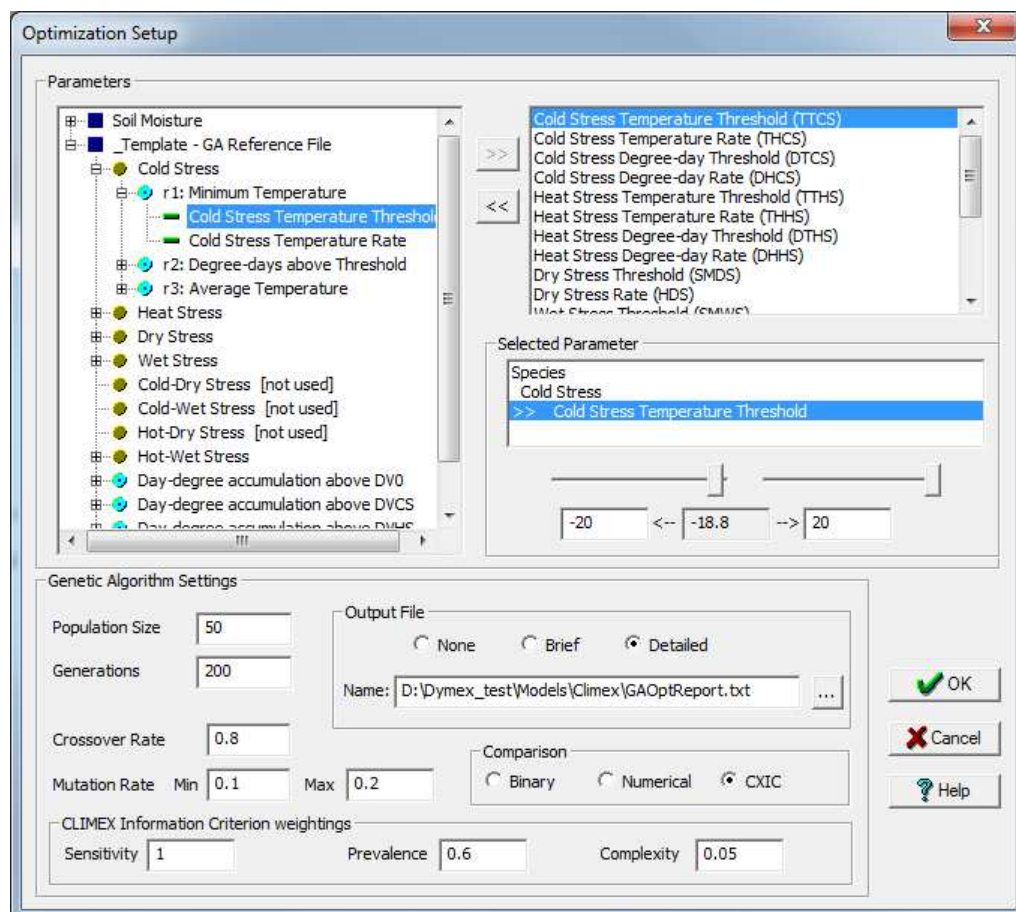 Optimization Setup
Parameters
Soil Moisture
_Template - GA Reference File
Cold Stress
r1: Minimum Temperature
Cold Stress Temperature Threshol
Cold Stress Temperature Rate
r2: Degree-days above Threshold
r3: Average Temperature
Heat Stress
Dry Stress
Wet Stress
Cold-Dry Stress [not used]
Cold-Wet Stress [not used]
Hot-Dry Stress [not used]
Hot-Wet Stress
Day-degree accumulation above DV0
Day-degree accumulation above DVCS
Day-degree accumulation above DVHS
>>
<<
Cold Stress Temperature Threshold (TTCS)
Cold Stress Temperature Rate (THCS)
Cold Stress Degree-day Threshold (DTCS)
Cold Stress Degree-day Rate (DHCS)
Heat Stress Temperature Threshold (TTHS)
Heat Stress Temperature Rate (THHS)
Heat Stress Degree-day Threshold (DTHS)
Heat Stress Degree-day Rate (DHHS)
Dry Stress Threshold (SMDS)
Dry Stress Rate (HDS)
Wet Stress Threshold (SMWS)
Selected Parameter
Species
Cold Stress
>> Cold Stress Temperature Threshold
-20 <-- -18.8 --> 20
Genetic Algorithm Settings
Population Size 50
Generations 200
Crossover Rate 0.8
Mutation Rate Min 0.1 Max 0.2
Output File
None Brief Detailed
Name: D:\Dymex_test\Models\Climex\GAOptReport.txt ...
Comparison
Binary Numerical CXIC
CLIMEX Information Criterion weightings
Sensitivity 1 Prevalence 0.6 Complexity 0.05
OK
Cancel
Help